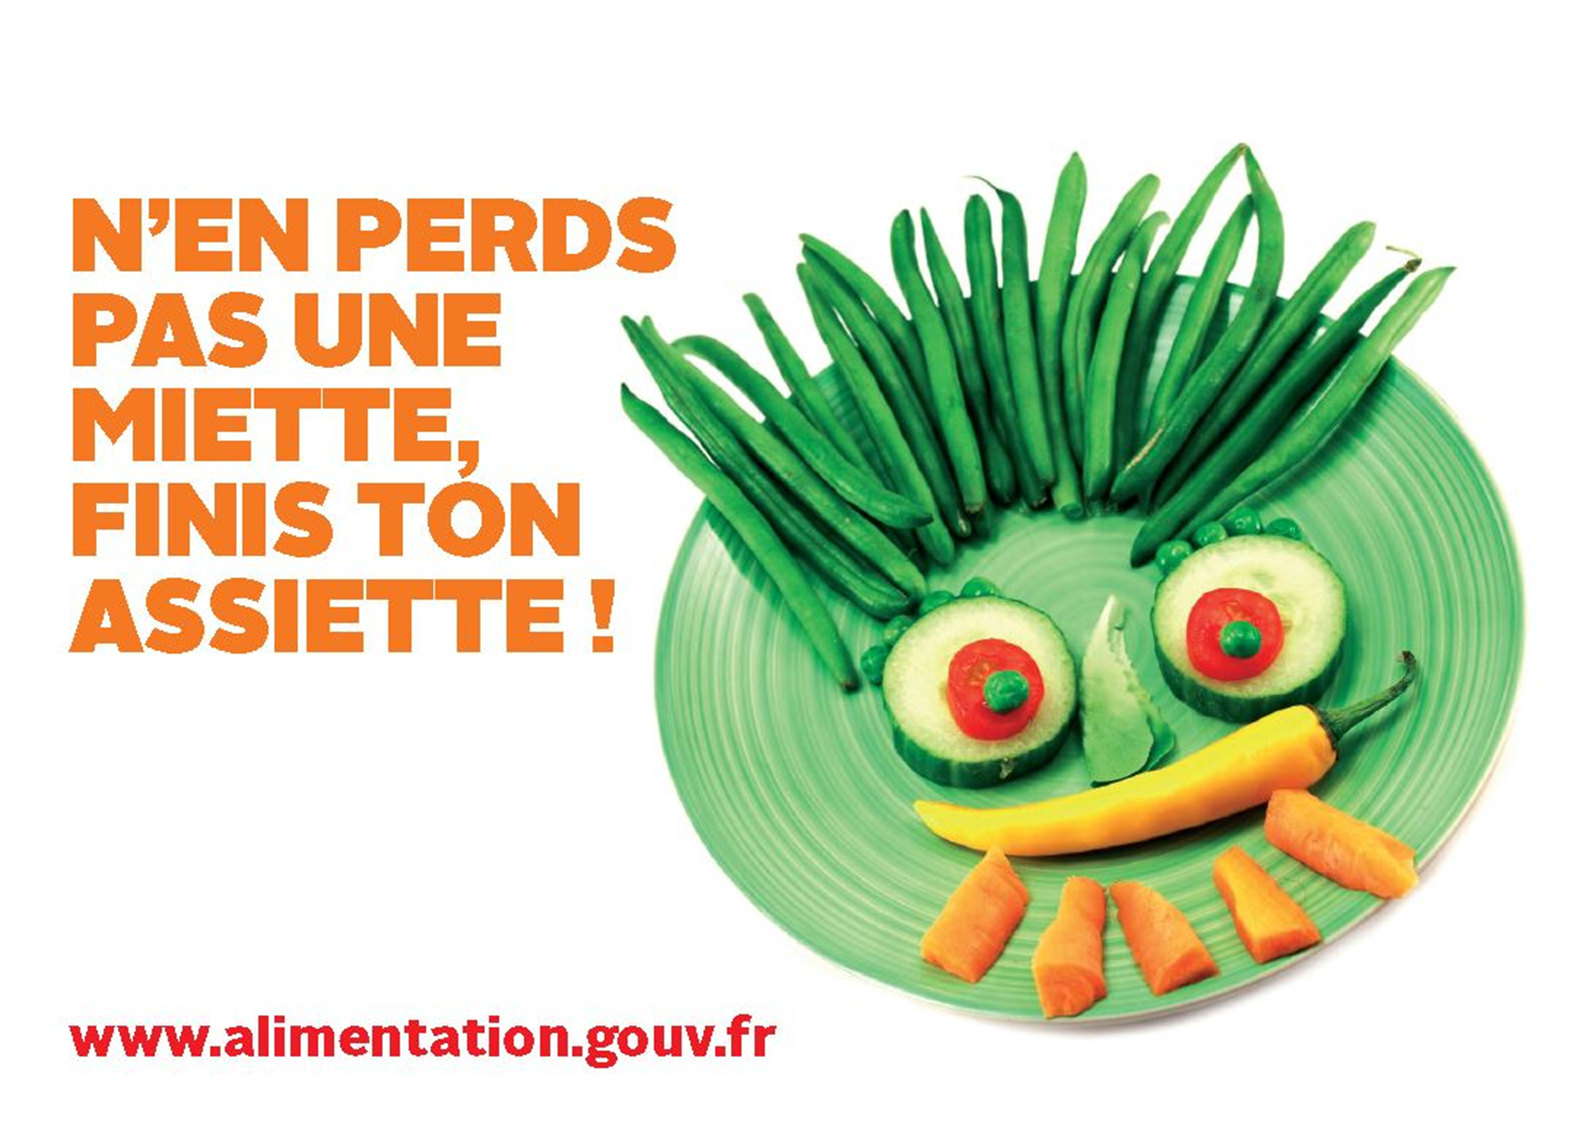 N'EN PERDS
PAS UNE
MIETTE,
FINIS TON
ASSIETTE !
www.alimentation.gouv.fr